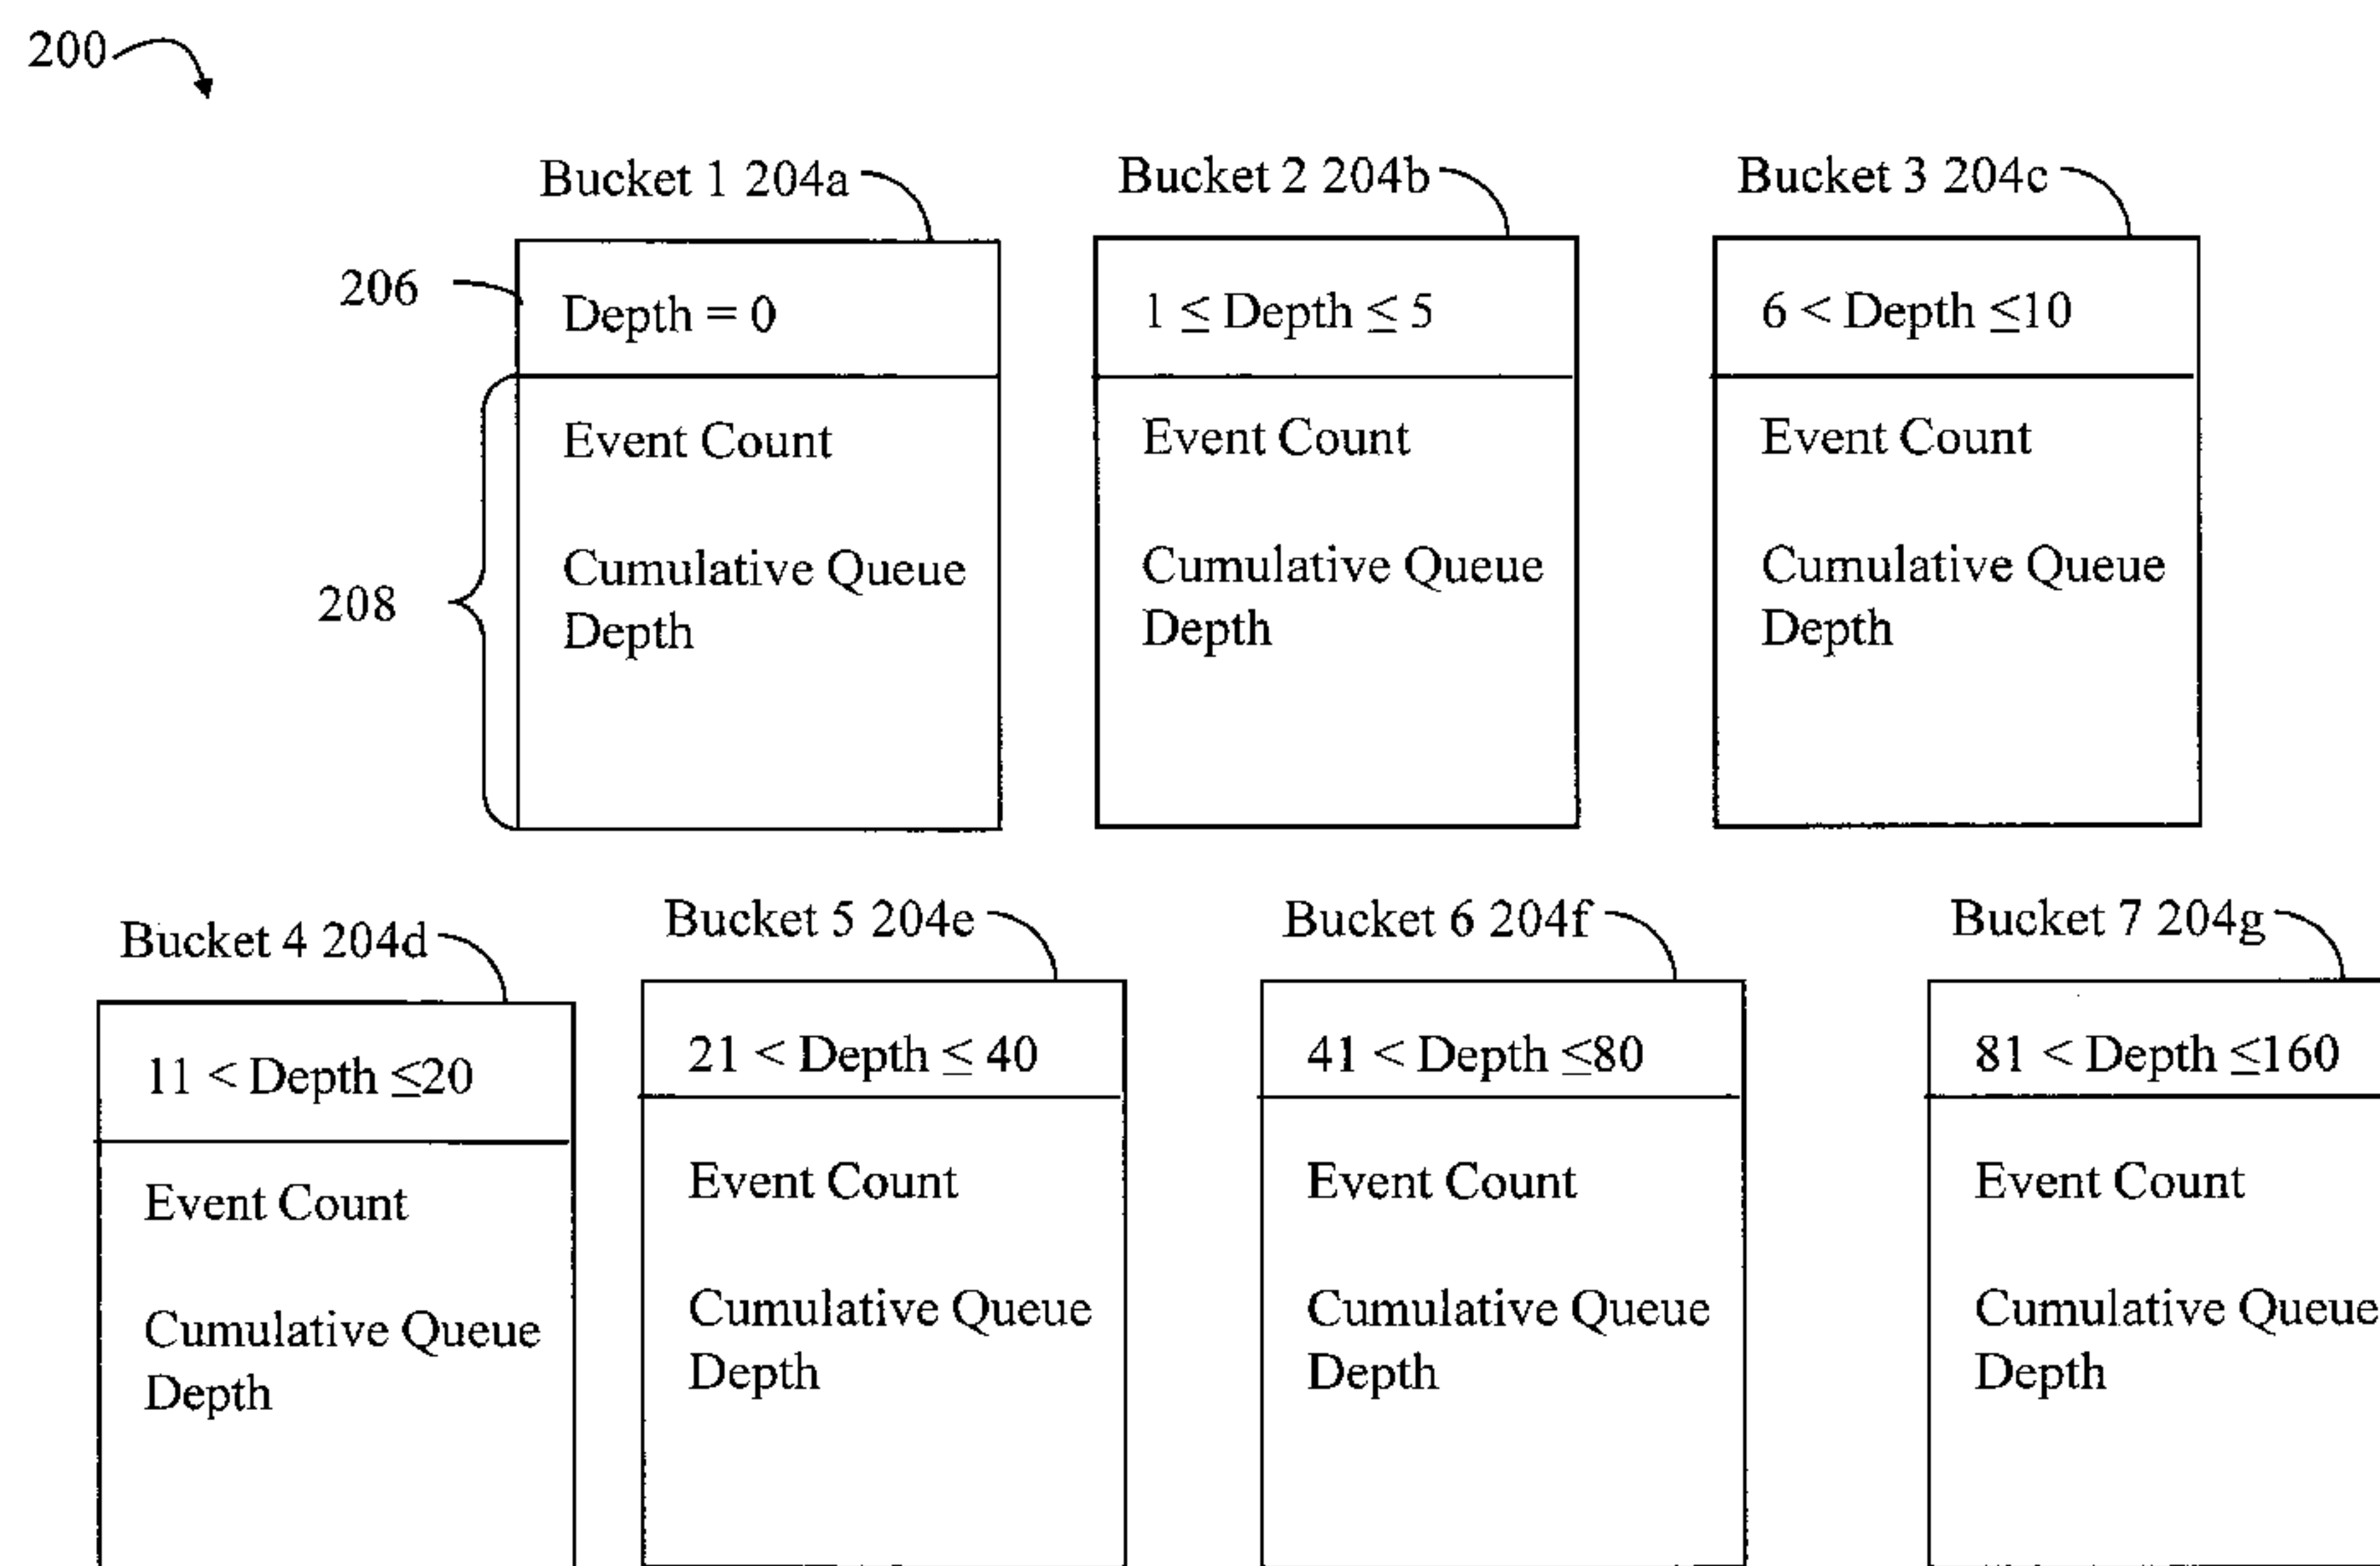 200
Bucket 1 204a
Bucket 2 204b
Bucket 3 204c
206
Depth = 0
1 ≤ Depth ≤ 5
6 < Depth ≤10
Event Count
Event Count
Event Count
208
Cumulative Queue
Depth
Cumulative Queue
Depth
Cumulative Queue
Depth
Bucket 4 204d
Bucket 5 204e
Bucket 6 204f
Bucket 7 204g
11 < Depth ≤20
21 < Depth ≤ 40
41 < Depth ≤80
81 < Depth ≤160
Event Count
Event Count
Event Count
Event Count
Cumulative Queue
Depth
Cumulative Queue
Depth
Cumulative Queue
Depth
Cumulative Queue
Depth